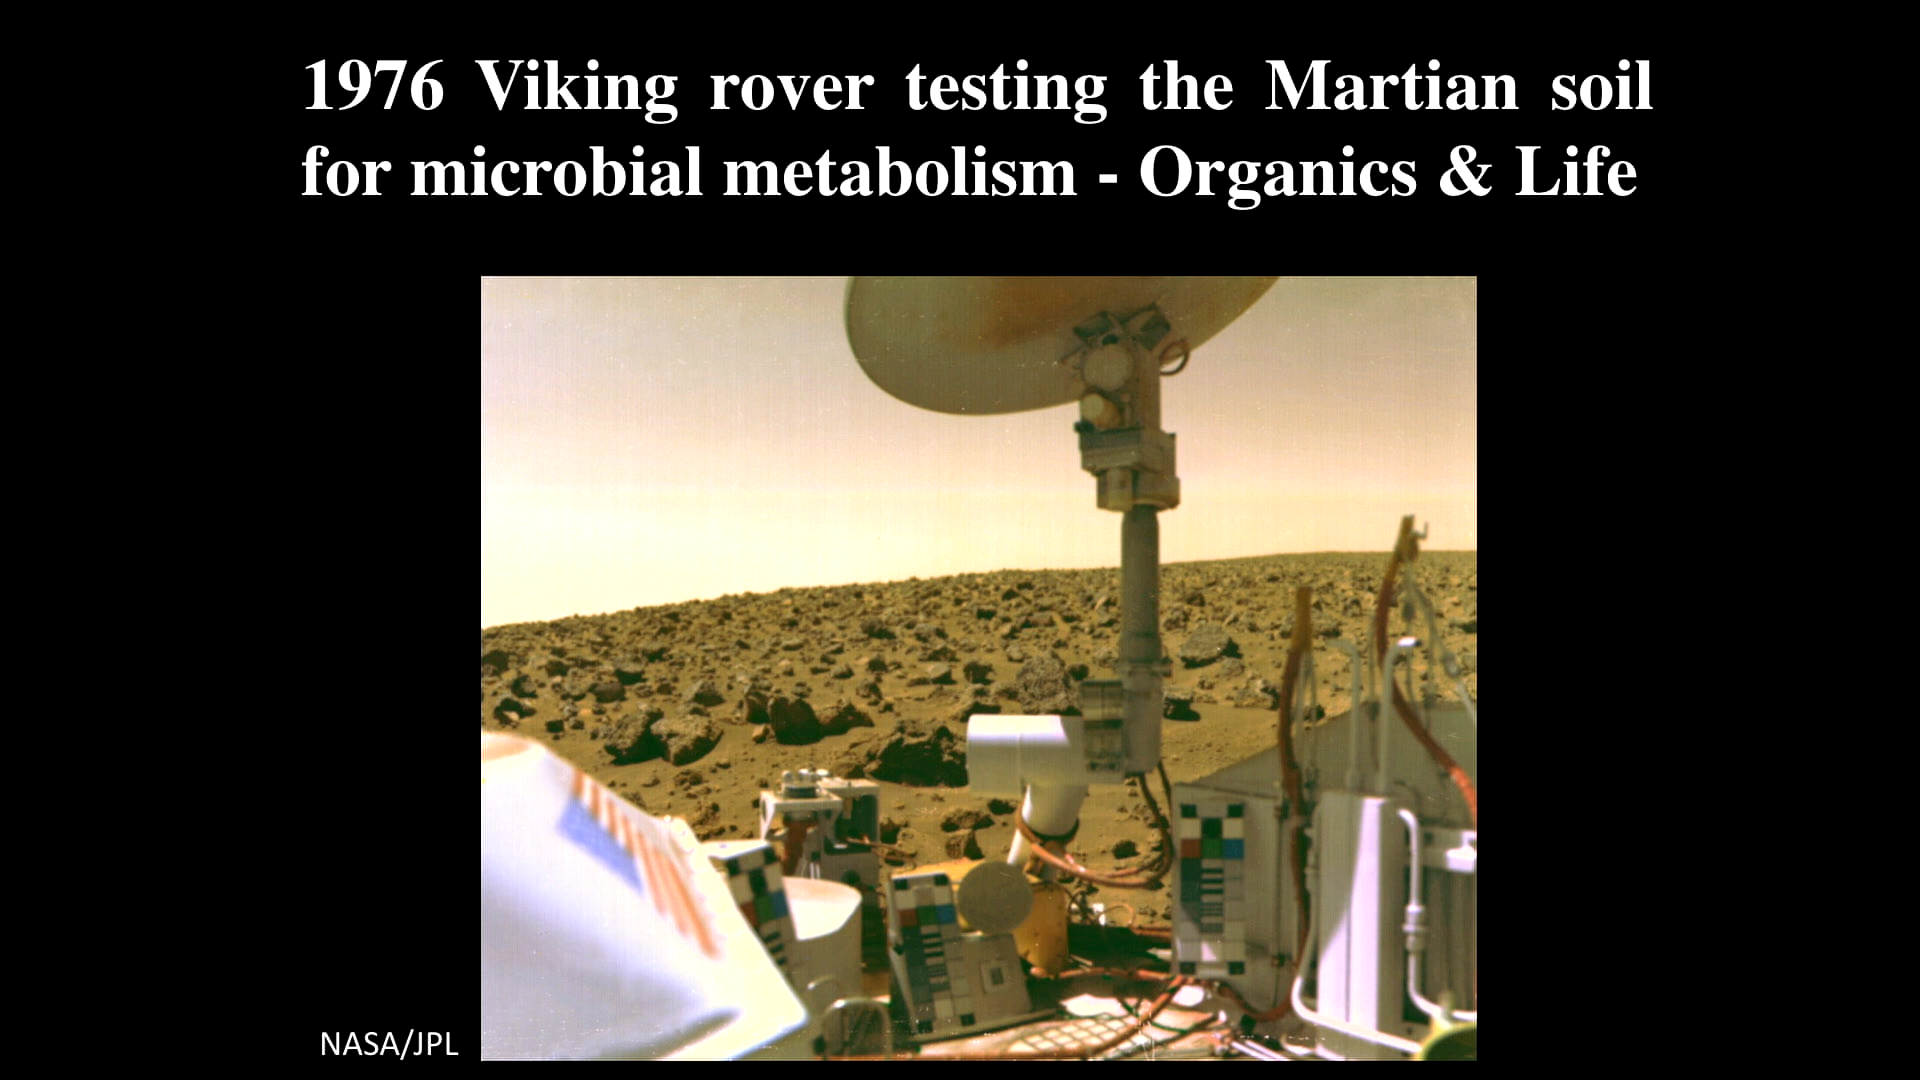 1976 Viking rover testing the Martian soil
for microbial metabolism - Organics & Life
NASA/JPL